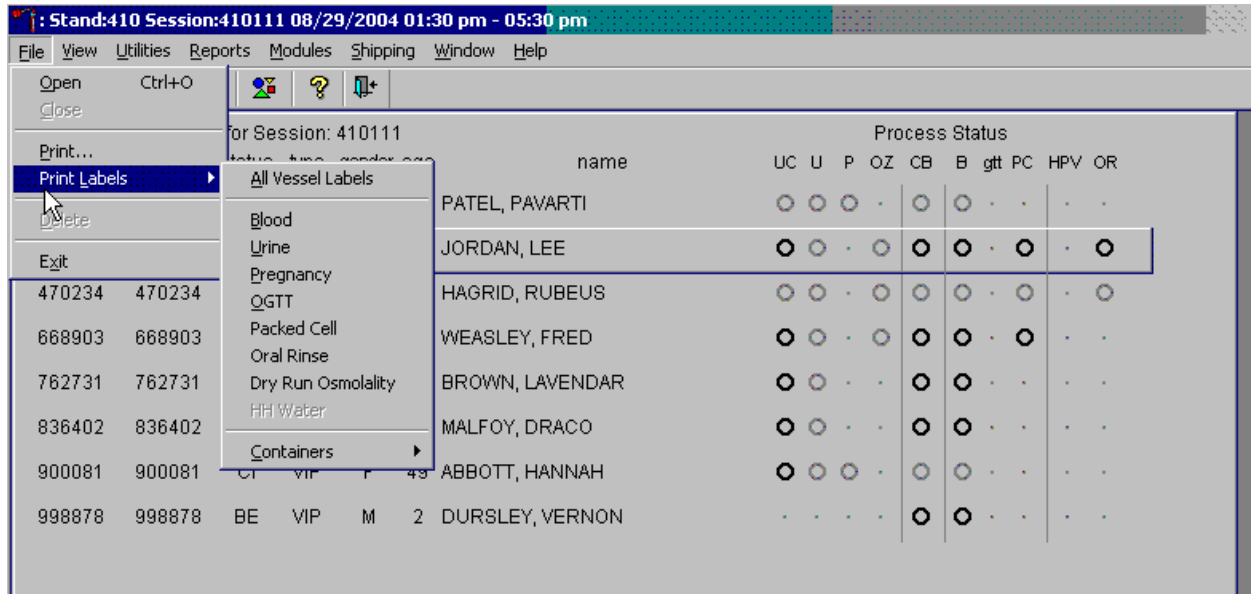 : Stand:410 Session:410111 08/29/2004 01:30 pm - 05:30 pm
File View Utilities Reports Modules Shipping Window Help
Open Ctrl+O
Close
for Session: 410111 Process Status
Print...
name UC U P OZ CB B gtt PC HPV OR
Print Labels All Vessel Labels
PATEL, PAVARTI
Delete Blood
Urine JORDAN, LEE
Exit
Pregnancy
470234 470234 HAGRID, RUBEUS
OGTT
Packed Cell
668903 668903 WEASLEY, FRED
Oral Rinse
762731 762731 Dry Run Osmolality BROWN, LAVENDAR
HH Water
836402 836402 MALFOY, DRACO
Containers
900081 900081 VIP F 49 ABBOTT, HANNAH
998878 998878 BE VIP M 2 DURSLEY, VERNON